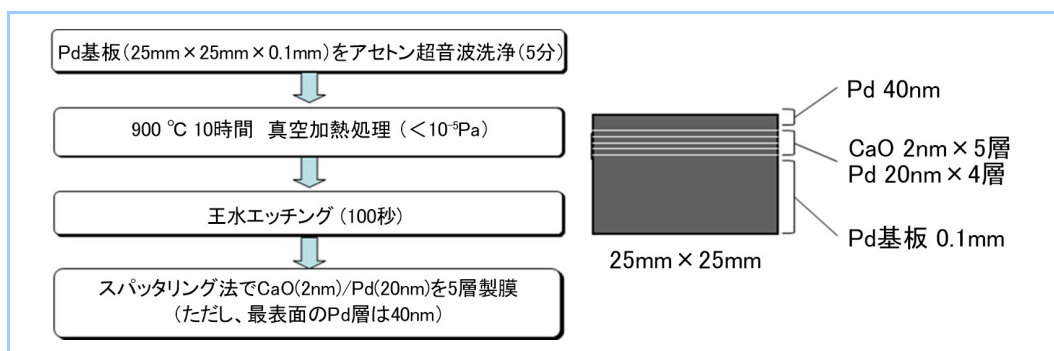 Pd基板(25mm×25mm×0.1mm)をアセトン超音波洗浄(5分)
900 ℃ 10時間 真空加熱処理 (<10⁻⁵Pa)
王水エッチング (100秒)
スパッタリング法でCaO(2nm)/Pd(20nm)を5層製膜
(ただし、最表面のPd層は40nm)
Pd 40nm
CaO 2nm×5層
Pd 20nm×4層
Pd基板 0.1mm
25mm×25mm